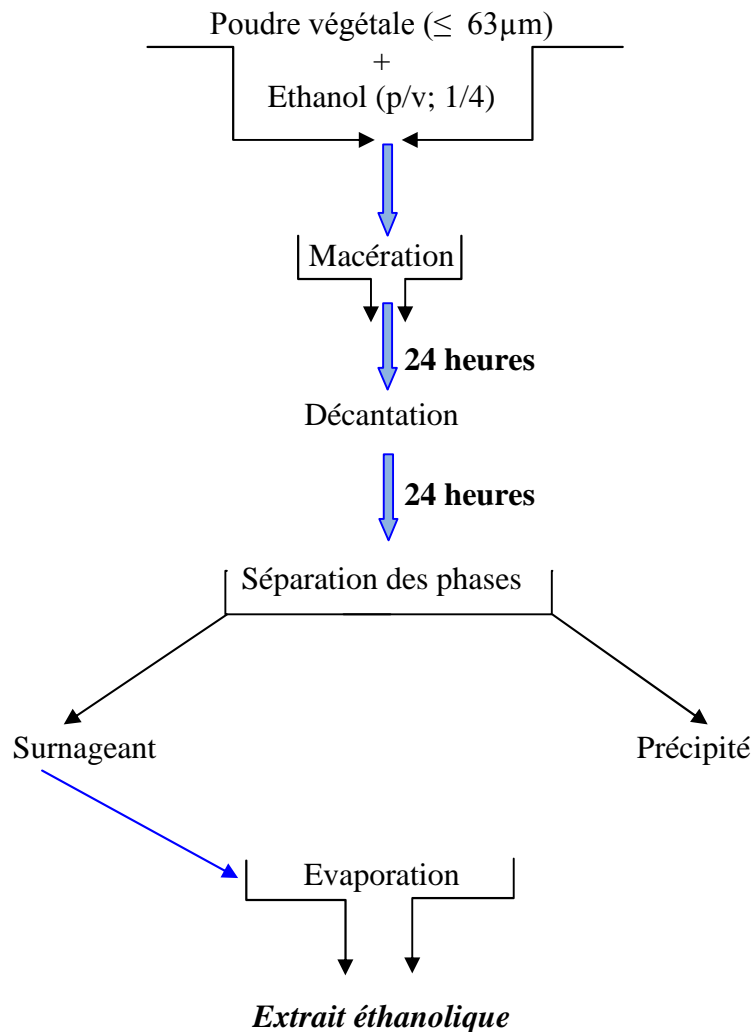 Poudre végétale (≤ 63µm)
+
Ethanol (p/v; 1/4)
Macération
24 heures
Décantation
24 heures
Séparation des phases
Surnageant
Précipité
Evaporation
Extrait éthanolique